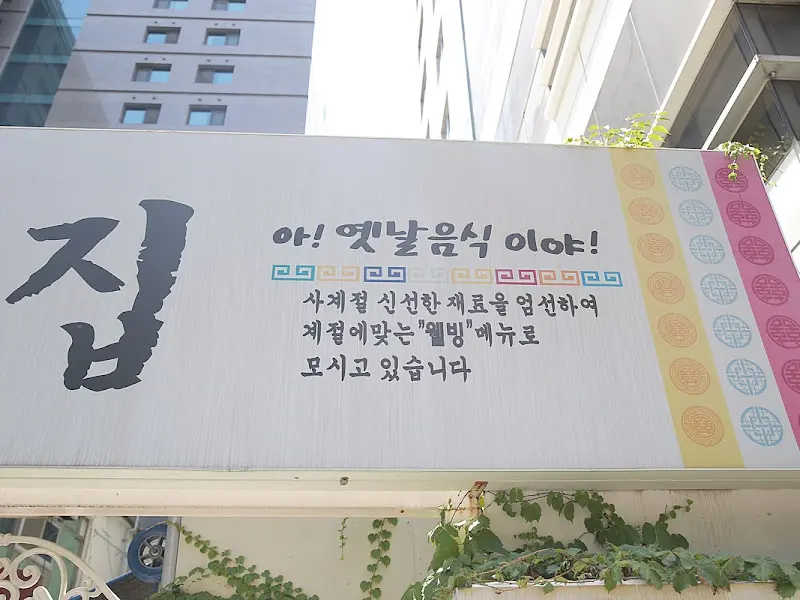 집
아! 옛날음식 이야!
사계절 신선한 재료을 엄선하여
계절에맞는 "웰빙"메뉴로
모시고 있습니다